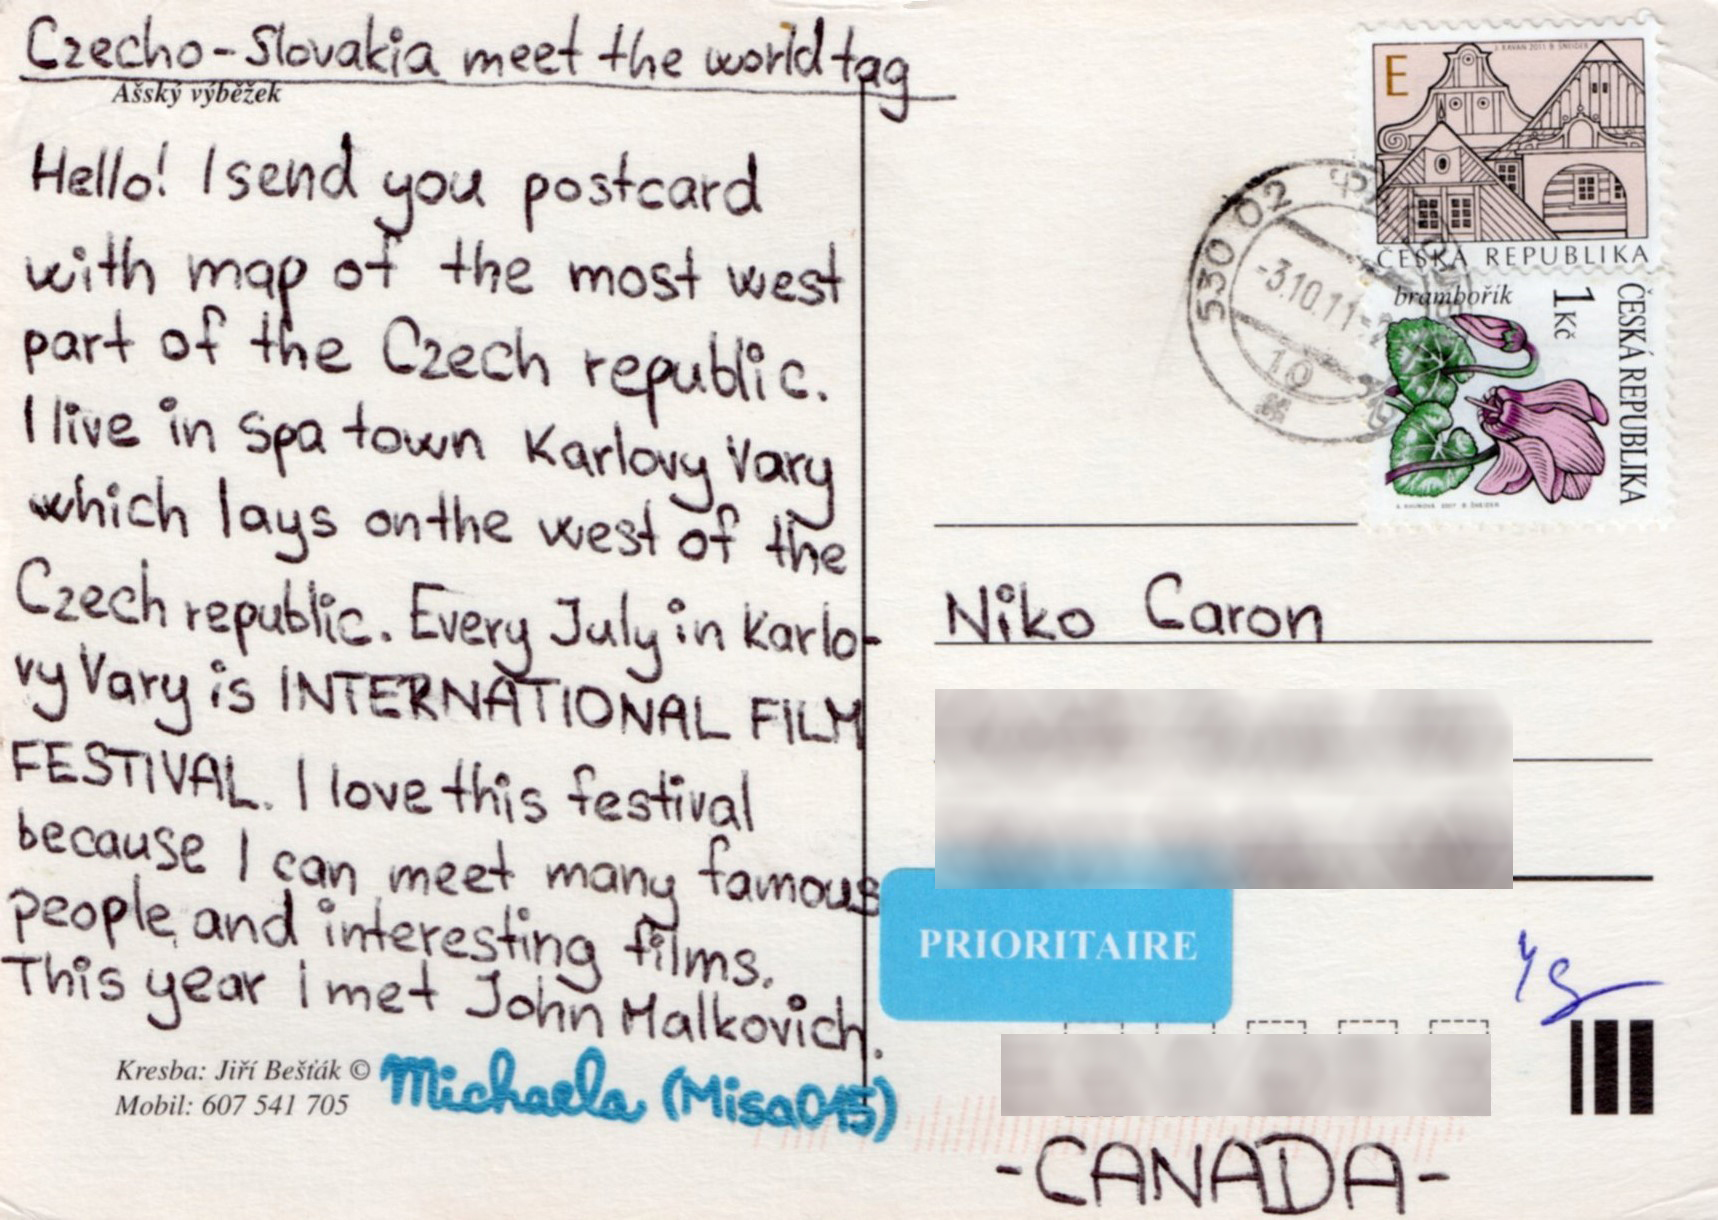 Czecho-Slovakia meet the world tag
Ašský výběžek
Hello! I send you postcard
with map of the most west
part of the Czech republic.
I live in spa town Karlovy Vary
which lays on the west of the
Czech republic. Every July in Karlo-
vy Vary is INTERNATIONAL FILM
FESTIVAL. I love this festival
because I can meet many famous
people and interesting films.
This year I met John Malkovich.
Michaela (Misa015)
Kresba: Jiří Bešťák ©
Mobil: 607 541 705
E
ČESKÁ REPUBLIKA
brambořík
1 Kč
ČESKÁ REPUBLIKA
530 02
-3.10.11-
10
Niko Caron
PRIORITAIRE
-CANADA-